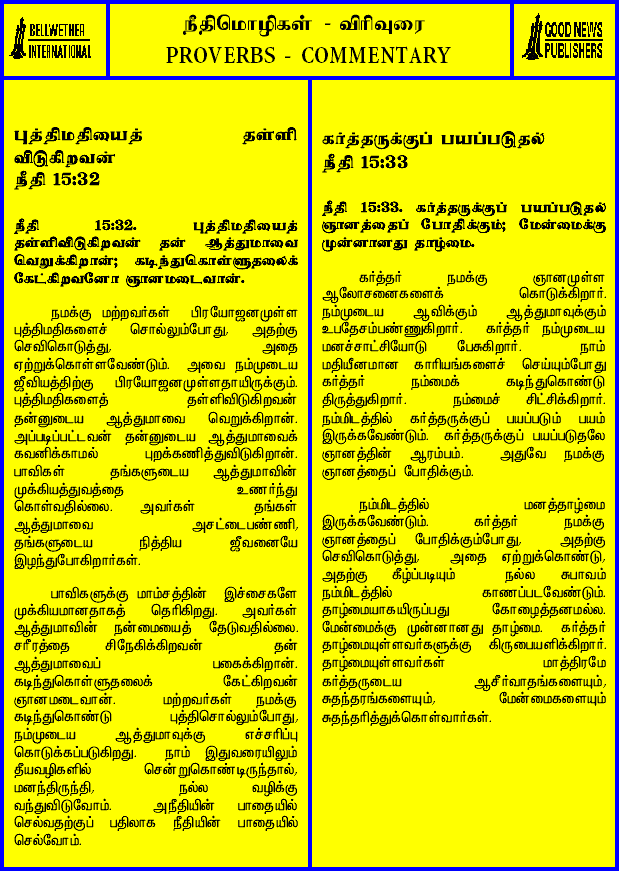 BELLWETHER
INTERNATIONAL
நீதிமொழிகள் - விரிவுரை
PROVERBS - COMMENTARY
GOOD NEWS
PUBLISHERS
புத்திமதியைத் தள்ளி
விடுகிறவன்
நீதி 15:32
நீதி 15:32. புத்திமதியைத்
தள்ளிவிடுகிறவன் தன் ஆத்துமாவை
வெறுக்கிறான்; கடிந்துகொள்ளுதலைக்
கேட்கிறவனோ ஞானமடைவான்.
நமக்கு மற்றவர்கள் பிரயோஜனமுள்ள
புத்திமதிகளைச் சொல்லும்போது, அதற்கு
செவிகொடுத்து, அதை
ஏற்றுக்கொள்ளவேண்டும். அவை நம்முடைய
ஜீவியத்திற்கு பிரயோஜனமுள்ளதாயிருக்கும்.
புத்திமதிகளைத் தள்ளிவிடுகிறவன்
தன்னுடைய ஆத்துமாவை வெறுக்கிறான்.
அப்படிப்பட்டவன் தன்னுடைய ஆத்துமாவைக்
கவனிக்காமல் புறக்கணித்துவிடுகிறான்.
பாவிகள் தங்களுடைய ஆத்துமாவின்
முக்கியத்துவத்தை உணர்ந்து
கொள்வதில்லை. அவர்கள் தங்கள்
ஆத்துமாவை அசட்டைபண்ணி,
தங்களுடைய நித்திய ஜீவனையே
இழந்துபோகிறார்கள்.
பாவிகளுக்கு மாம்சத்தின் இச்சைகளே
முக்கியமானதாகத் தெரிகிறது. அவர்கள்
ஆத்துமாவின் நன்மையைத் தேடுவதில்லை.
சரீரத்தை சிநேகிக்கிறவன் தன்
ஆத்துமாவைப் பகைக்கிறான்.
கடிந்துகொள்ளுதலைக் கேட்கிறவன்
ஞானமடைவான். மற்றவர்கள் நமக்கு
கடிந்துகொண்டு புத்திசொல்லும்போது,
நம்முடைய ஆத்துமாவுக்கு எச்சரிப்பு
கொடுக்கப்படுகிறது. நாம் இதுவரையிலும்
தீயவழிகளில் சென்றுகொண்டிருந்தால்,
மனந்திருந்தி, நல்ல வழிக்கு
வந்துவிடுவோம். அநீதியின் பாதையில்
செல்வதற்குப் பதிலாக நீதியின் பாதையில்
செல்வோம்.
கர்த்தருக்குப் பயப்படுதல்
நீதி 15:33
நீதி 15:33. கர்த்தருக்குப் பயப்படுதல்
ஞானத்தைப் போதிக்கும்; மேன்மைக்கு
முன்னானது தாழ்மை.
கர்த்தர் நமக்கு ஞானமுள்ள
ஆலோசனைகளைக் கொடுக்கிறார்.
நம்முடைய ஆவிக்கும் ஆத்துமாவுக்கும்
உபதேசம்பண்ணுகிறார். கர்த்தர் நம்முடைய
மனச்சாட்சியோடு பேசுகிறார். நாம்
மதியீனமான காரியங்களைச் செய்யும்போது
கர்த்தர் நம்மைக் கடிந்துகொண்டு
திருத்துகிறார். நம்மைச் சிட்சிக்கிறார்.
நம்மிடத்தில் கர்த்தருக்குப் பயப்படும் பயம்
இருக்கவேண்டும். கர்த்தருக்குப் பயப்படுதலே
ஞானத்தின் ஆரம்பம். அதுவே நமக்கு
ஞானத்தைப் போதிக்கும்.
நம்மிடத்தில் மனத்தாழ்மை
இருக்கவேண்டும். கர்த்தர் நமக்கு
ஞானத்தைப் போதிக்கும்போது, அதற்கு
செவிகொடுத்து, அதை ஏற்றுக்கொண்டு,
அதற்கு கீழ்ப்படியும் நல்ல சுபாவம்
நம்மிடத்தில் காணப்படவேண்டும்.
தாழ்மையாகயிருப்பது கோழைத்தனமல்ல.
மேன்மைக்கு முன்னானது தாழ்மை. கர்த்தர்
தாழ்மையுள்ளவர்களுக்கு கிருபையளிக்கிறார்.
தாழ்மையுள்ளவர்கள் மாத்திரமே
கர்த்தருடைய ஆசீர்வாதங்களையும்,
சுதந்தரங்களையும், மேன்மைகளையும்
சுதந்தரித்துக்கொள்வார்கள்.